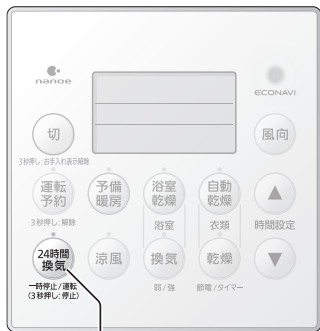 nanoe
ECONAVI
切
風向
3秒押し:お手入れ表示解除
運転
予約
予備
暖房
浴室
乾燥
自動
乾燥
▲
3秒押し:解除
浴室
衣類
時間設定
24時間
換気
涼風
換気
乾燥
▼
一時停止/運転
(3秒押し:停止)
弱/強
節電/タイマー